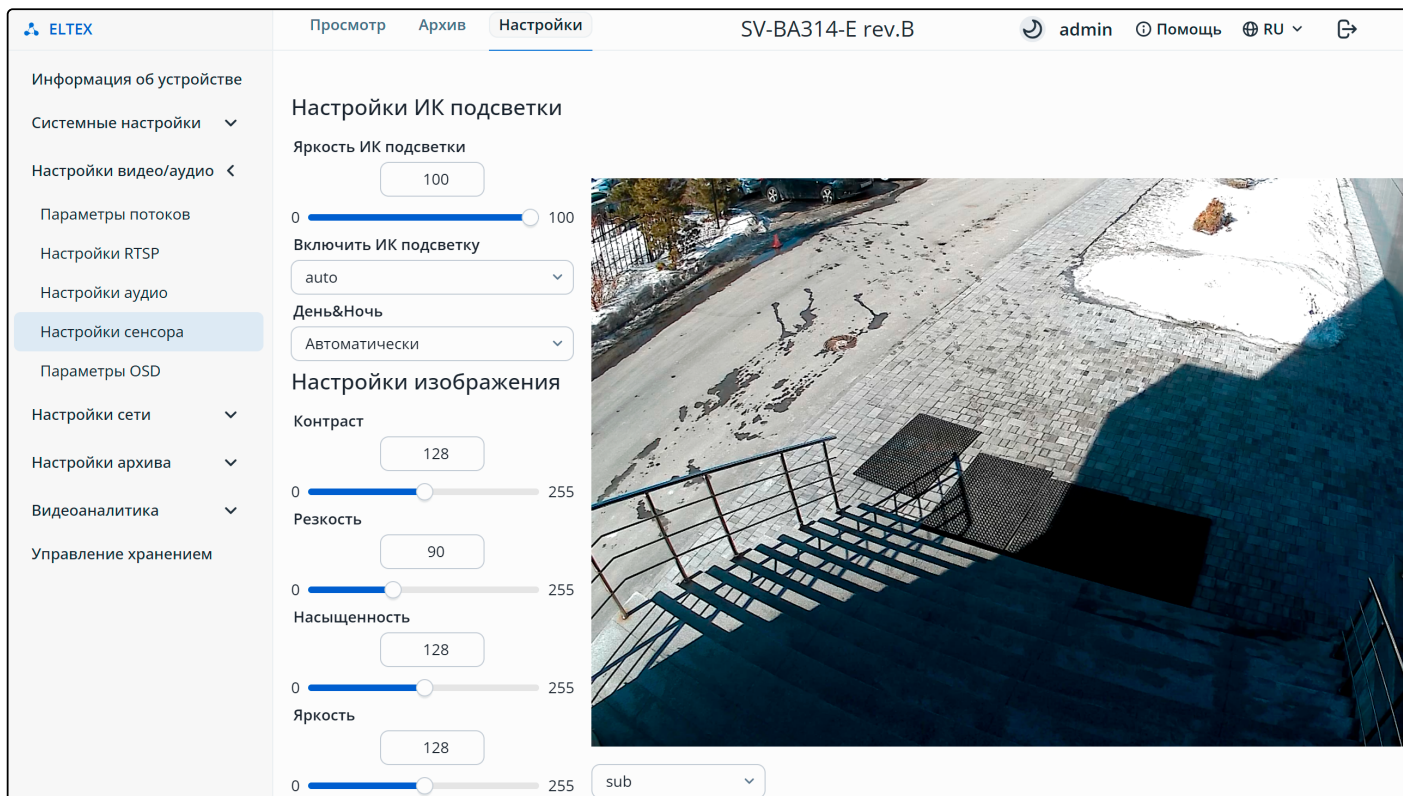 ELTEX
Просмотр
Архив
Настройки
SV-BA314-E rev.B
admin
Помощь
RU
Информация об устройстве
Системные настройки
Настройки видео/аудио
Параметры потоков
Настройки RTSP
Настройки аудио
Настройки сенсора
Параметры OSD
Настройки сети
Настройки архива
Видеоаналитика
Управление хранением
Настройки ИК подсветки
Яркость ИК подсветки
100
0 100
Включить ИК подсветку
auto
День&Ночь
Автоматически
Настройки изображения
Контраст
128
0 255
Резкость
90
0 255
Насыщенность
128
0 255
Яркость
128
0 255
sub